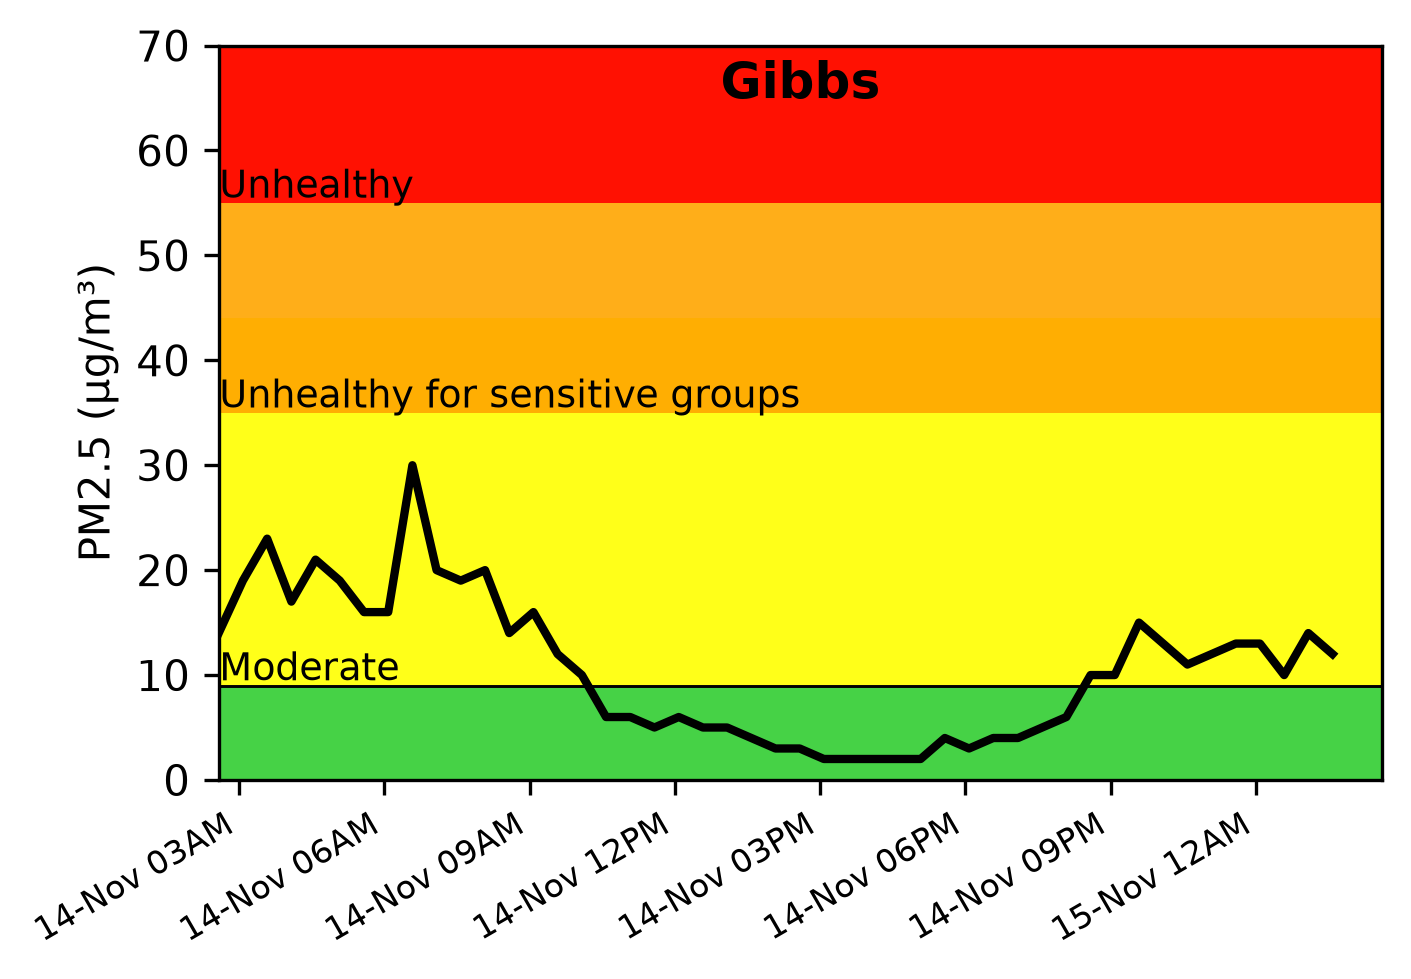 Gibbs
70
60
50
40
30
20
10
0
PM2.5 (µg/m³)
Unhealthy
Unhealthy for sensitive groups
Moderate
14-Nov 03AM
14-Nov 06AM
14-Nov 09AM
14-Nov 12PM
14-Nov 03PM
14-Nov 06PM
14-Nov 09PM
15-Nov 12AM